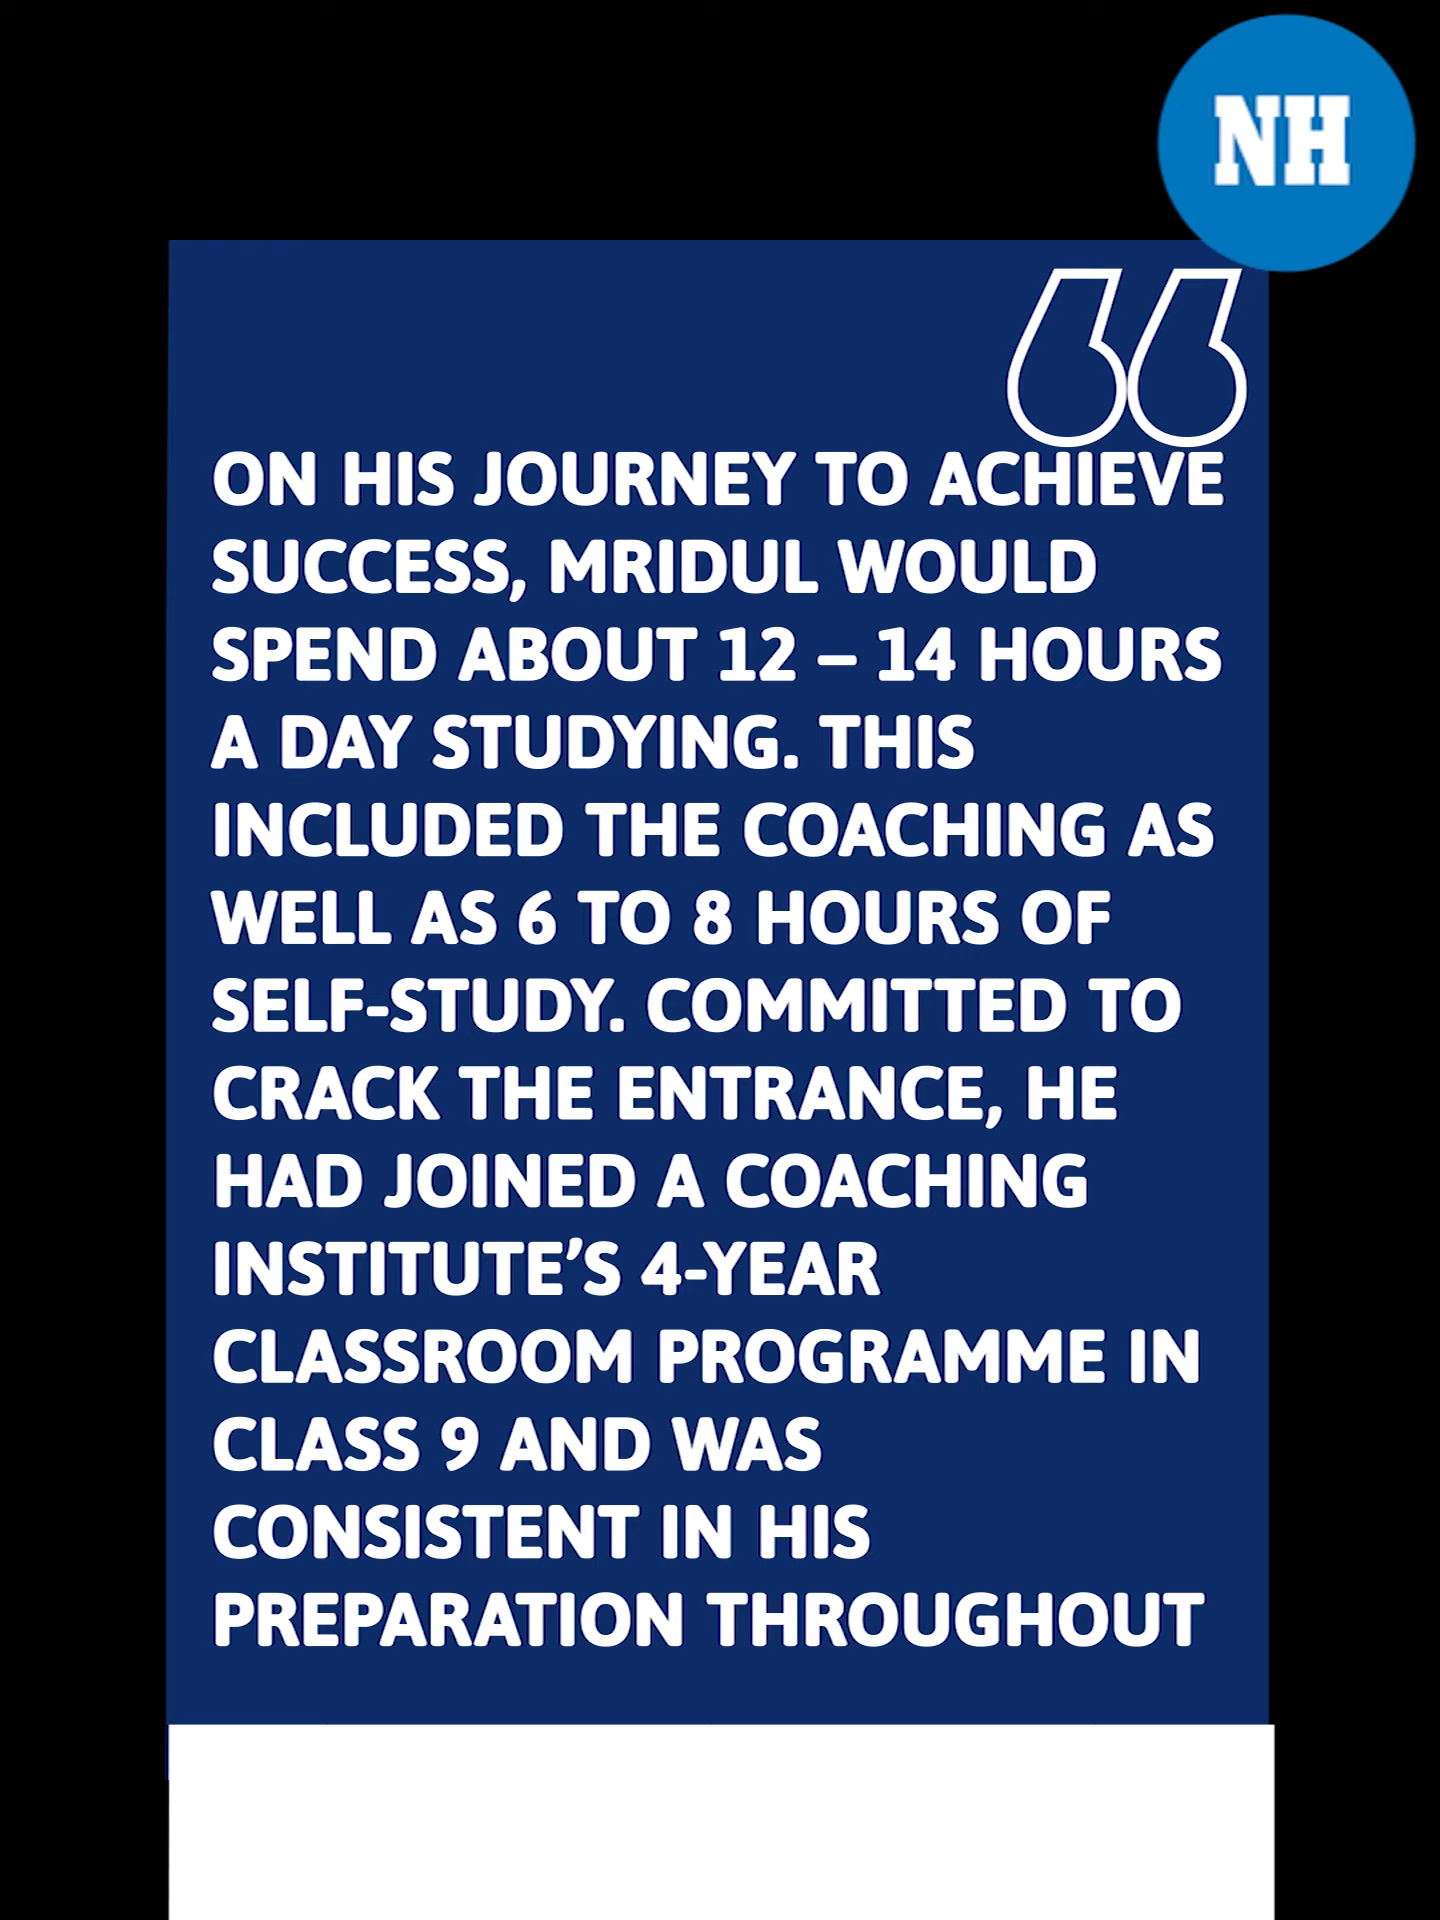 NH
“
ON HIS JOURNEY TO ACHIEVE
SUCCESS, MRIDUL WOULD
SPEND ABOUT 12 – 14 HOURS
A DAY STUDYING. THIS
INCLUDED THE COACHING AS
WELL AS 6 TO 8 HOURS OF
SELF-STUDY. COMMITTED TO
CRACK THE ENTRANCE, HE
HAD JOINED A COACHING
INSTITUTE’S 4-YEAR
CLASSROOM PROGRAMME IN
CLASS 9 AND WAS
CONSISTENT IN HIS
PREPARATION THROUGHOUT